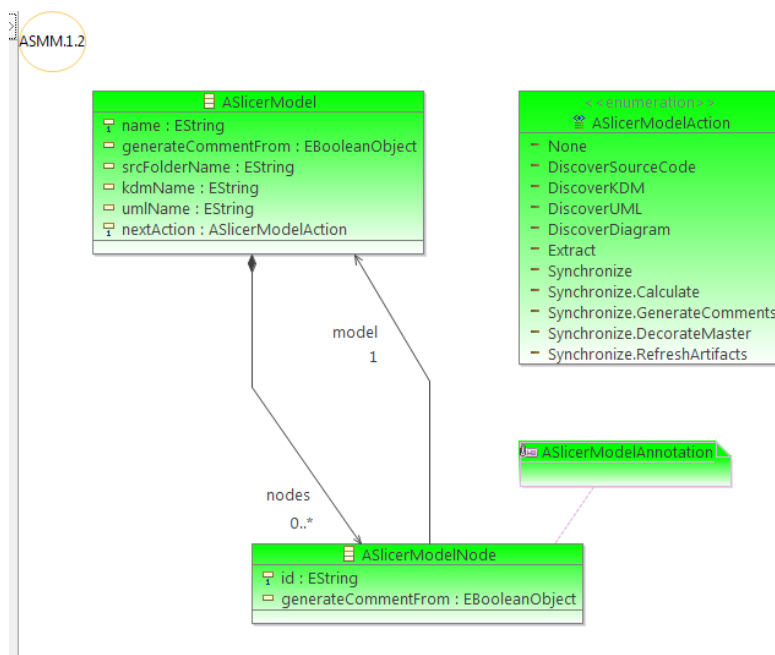 ASMM.1.2
ASlicerModel
name : EString
generateCommentFrom : EBooleanObject
srcFolderName : EString
kdmName : EString
umlName : EString
nextAction : ASlicerModelAction
<<enumeration>>
ASlicerModelAction
None
DiscoverSourceCode
DiscoverKDM
DiscoverUML
DiscoverDiagram
Extract
Synchronize
Synchronize.Calculate
Synchronize.GenerateComments
Synchronize.DecorateMaster
Synchronize.RefreshArtifacts
model
1
ASlicerModelAnnotation
nodes
0..*
ASlicerModelNode
id : EString
generateCommentFrom : EBooleanObject